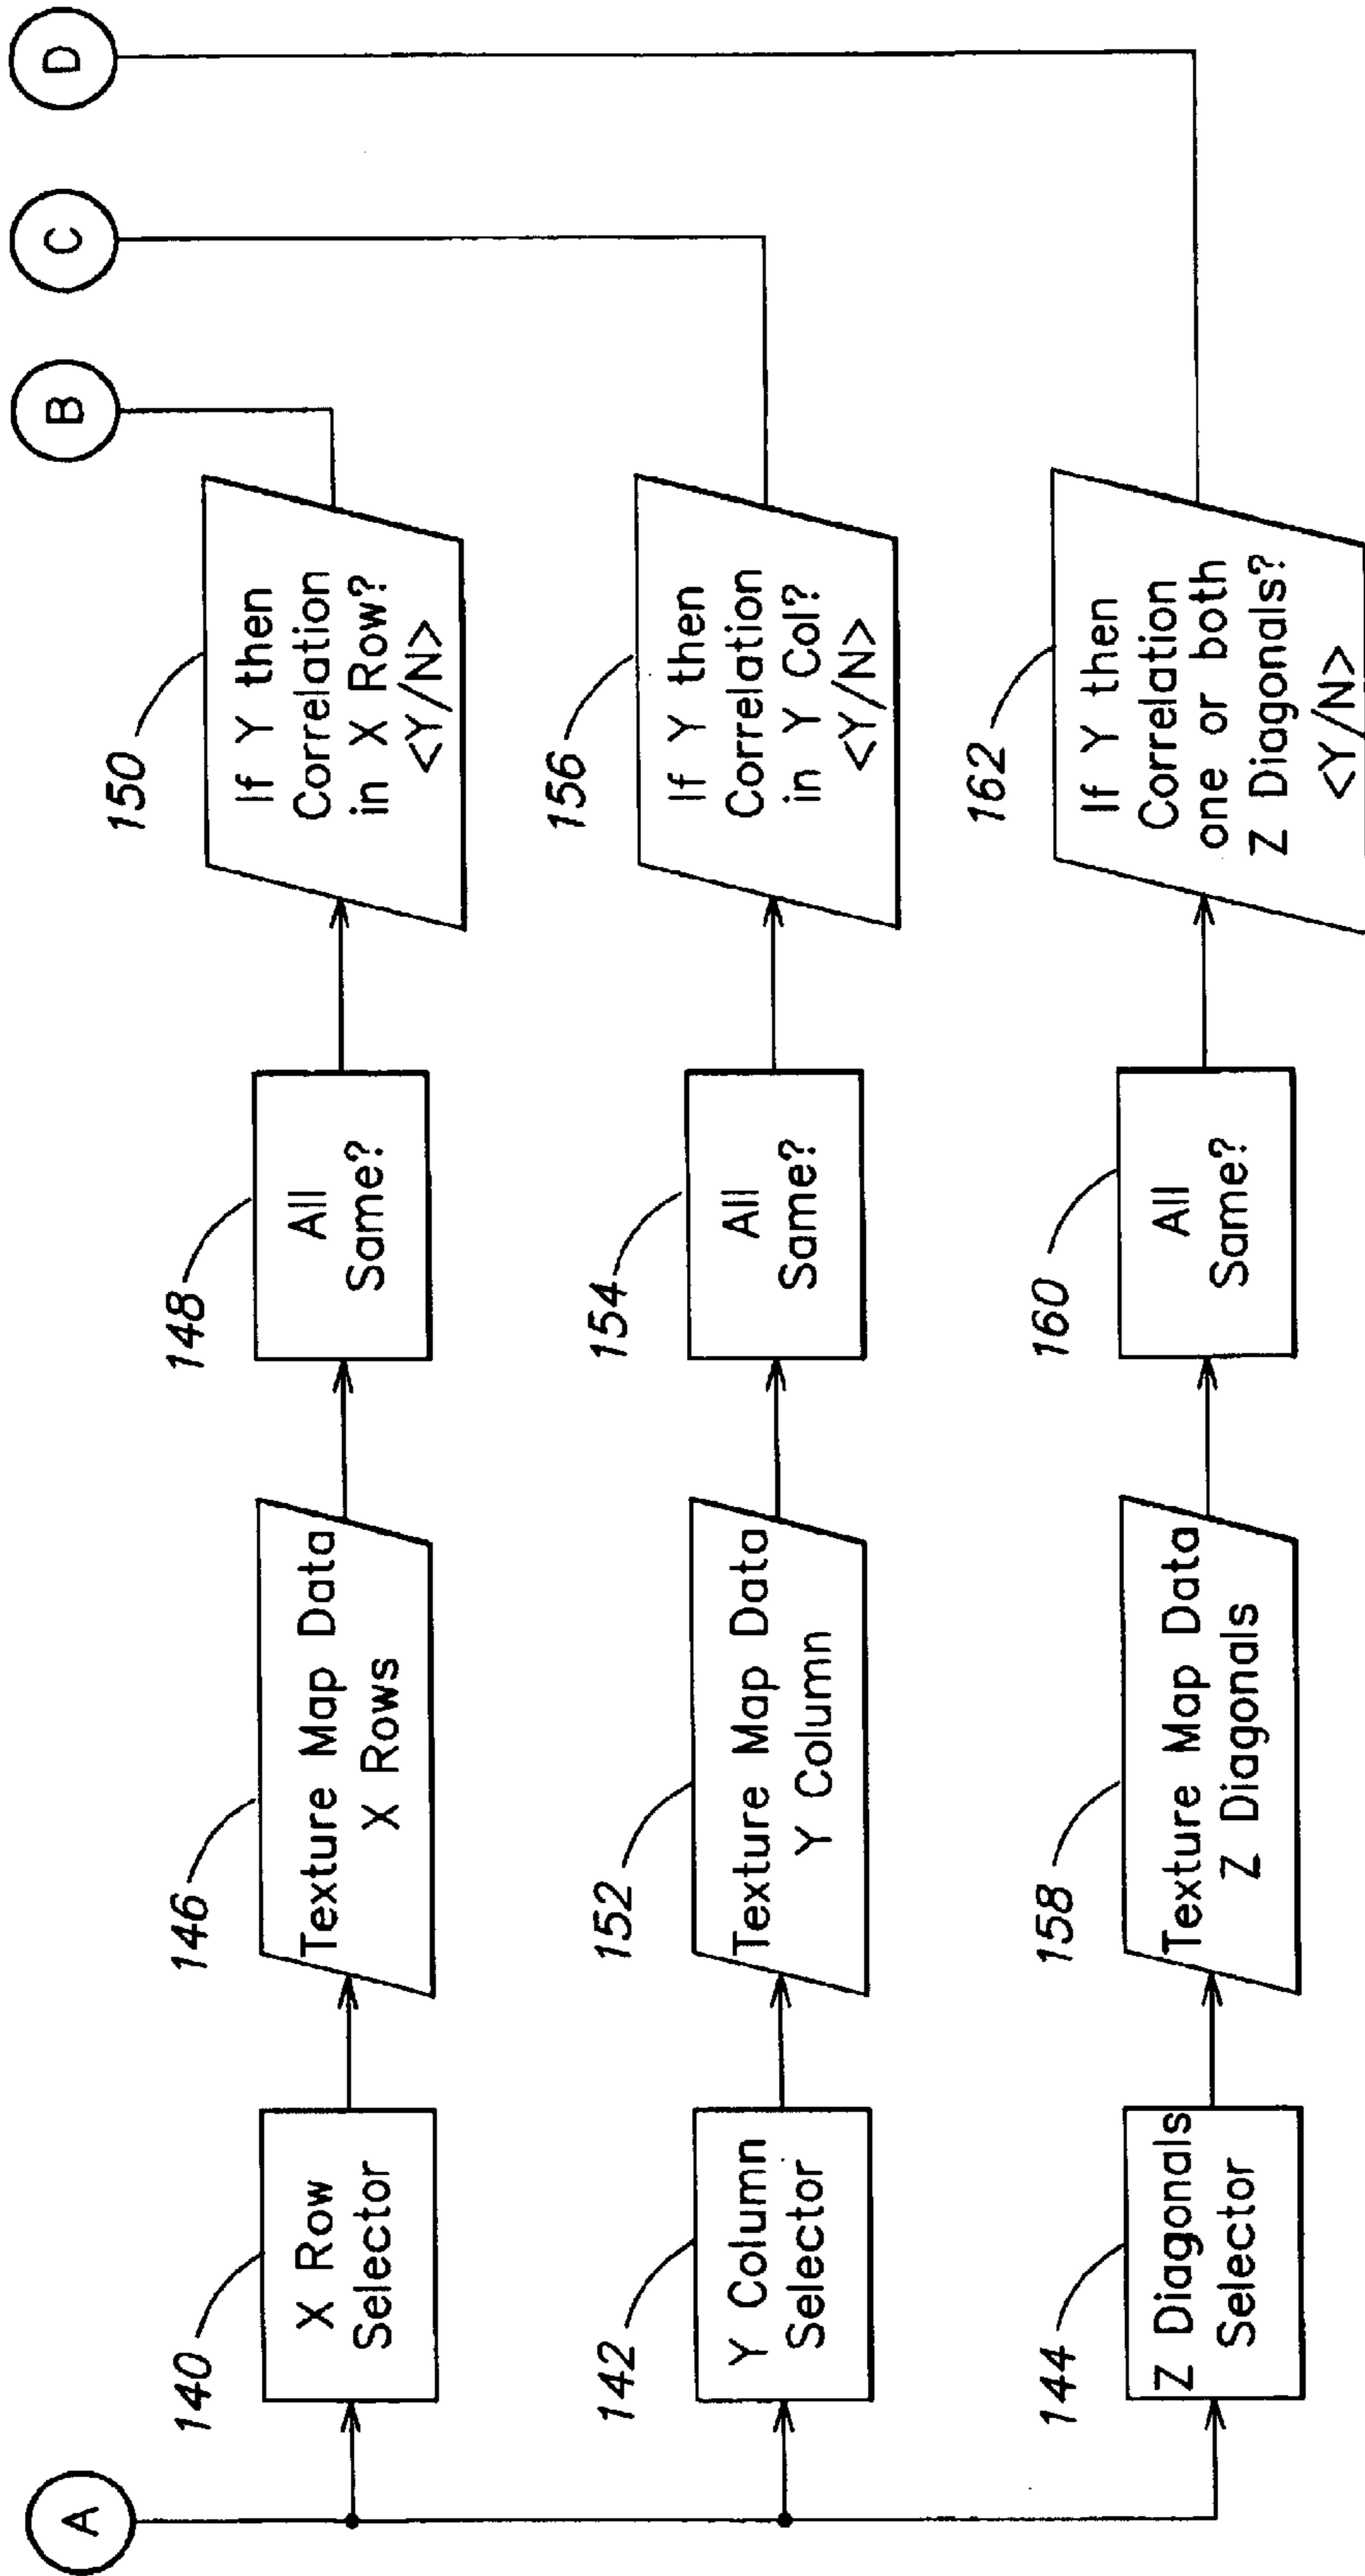 A
B
C
D
140
X Row
Selector
146
Texture Map Data
X Rows
148
All
Same?
150
If Y then
Correlation
in X Row?
<Y/N>
142
Y Column
Selector
152
Texture Map Data
Y Column
154
All
Same?
156
If Y then
Correlation
in Y Col?
<Y/N>
144
Z Diagonals
Selector
158
Texture Map Data
Z Diagonals
160
All
Same?
162
If Y then
Correlation
one or both
Z Diagonals?
<Y/N>